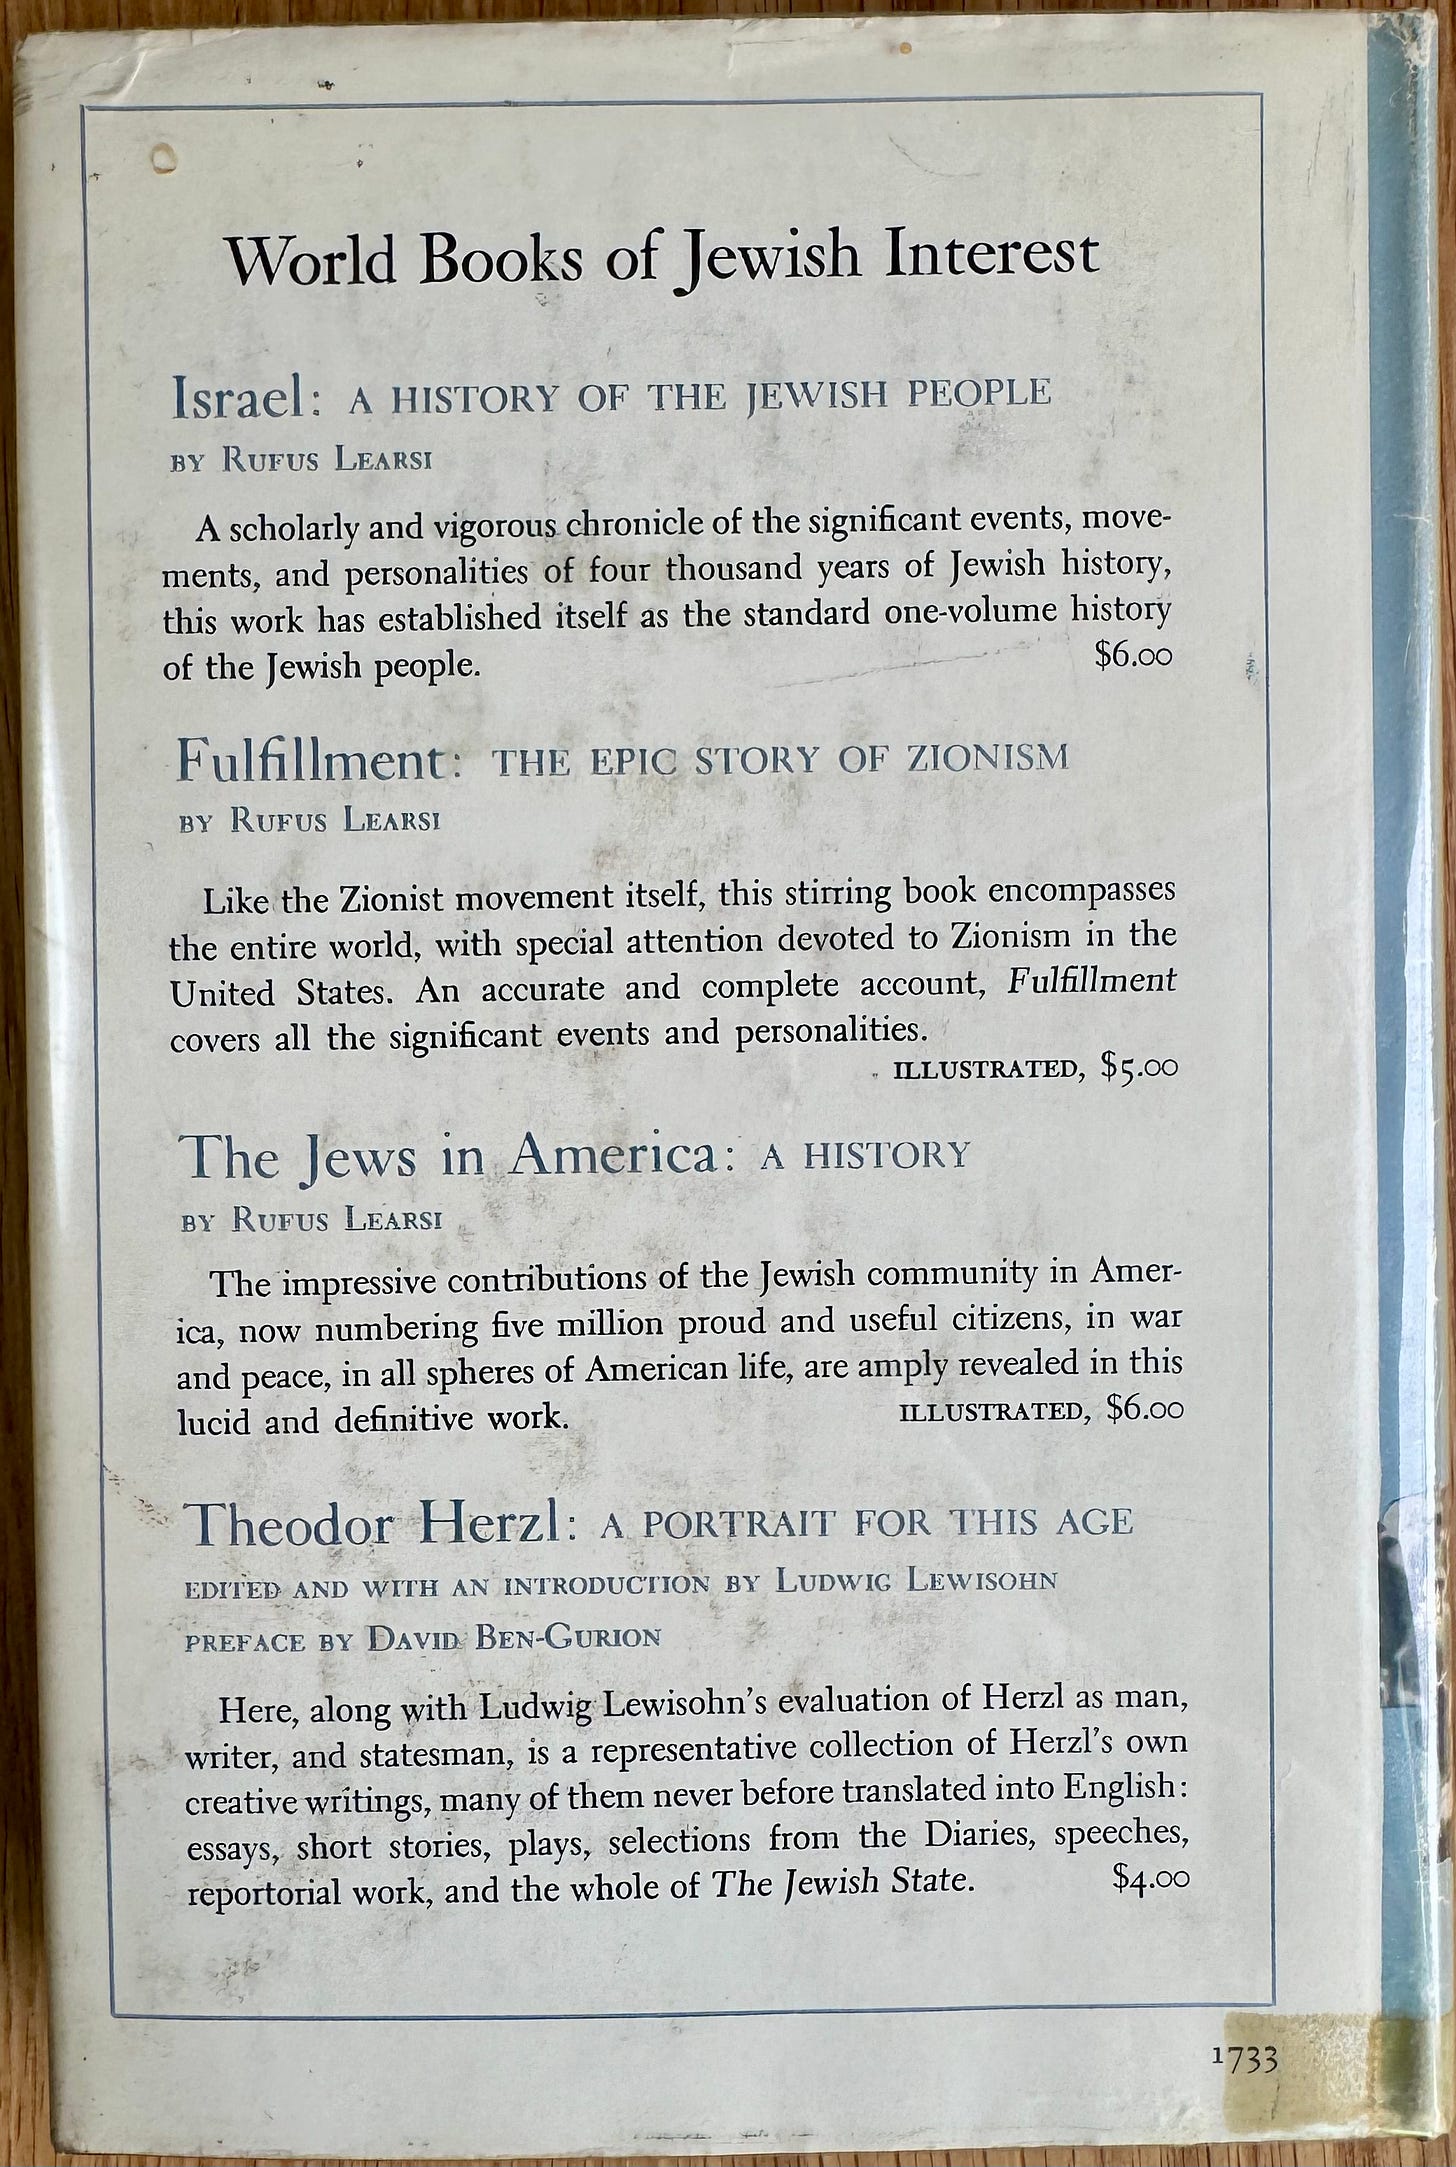 World Books of Jewish Interest
Israel: A HISTORY OF THE JEWISH PEOPLE
BY RUFUS LEARSI
A scholarly and vigorous chronicle of the significant events, move-
ments, and personalities of four thousand years of Jewish history,
this work has established itself as the standard one-volume history
of the Jewish people. $6.00
Fulfillment: THE EPIC STORY OF ZIONISM
BY RUFUS LEARSI
Like the Zionist movement itself, this stirring book encompasses
the entire world, with special attention devoted to Zionism in the
United States. An accurate and complete account, Fulfillment
covers all the significant events and personalities.
ILLUSTRATED, $5.00
The Jews in America: A HISTORY
BY RUFUS LEARSI
The impressive contributions of the Jewish community in Amer-
ica, now numbering five million proud and useful citizens, in war
and peace, in all spheres of American life, are amply revealed in this
lucid and definitive work. ILLUSTRATED, $6.00
Theodor Herzl: A PORTRAIT FOR THIS AGE
EDITED AND WITH AN INTRODUCTION BY LUDWIG LEWISOHN
PREFACE BY DAVID BEN-GURION
Here, along with Ludwig Lewisohn's evaluation of Herzl as man,
writer, and statesman, is a representative collection of Herzl's own
creative writings, many of them never before translated into English:
essays, short stories, plays, selections from the Diaries, speeches,
reportorial work, and the whole of The Jewish State. $4.00
1733